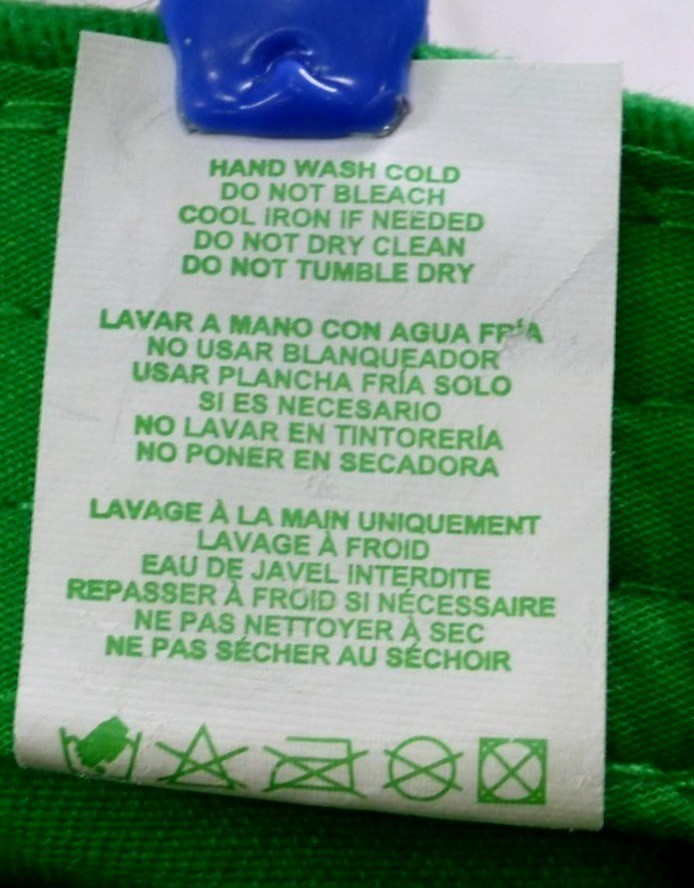 HAND WASH COLD
DO NOT BLEACH
COOL IRON IF NEEDED
DO NOT DRY CLEAN
DO NOT TUMBLE DRY
LAVAR A MANO CON AGUA FRÍA
NO USAR BLANQUEADOR
USAR PLANCHA FRÍA SOLO
SI ES NECESARIO
NO LAVAR EN TINTORERÍA
NO PONER EN SECADORA
LAVAGE À LA MAIN UNIQUEMENT
LAVAGE À FROID
EAU DE JAVEL INTERDITE
REPASSER À FROID SI NÉCESSAIRE
NE PAS NETTOYER À SEC
NE PAS SÉCHER AU SÉCHOIR